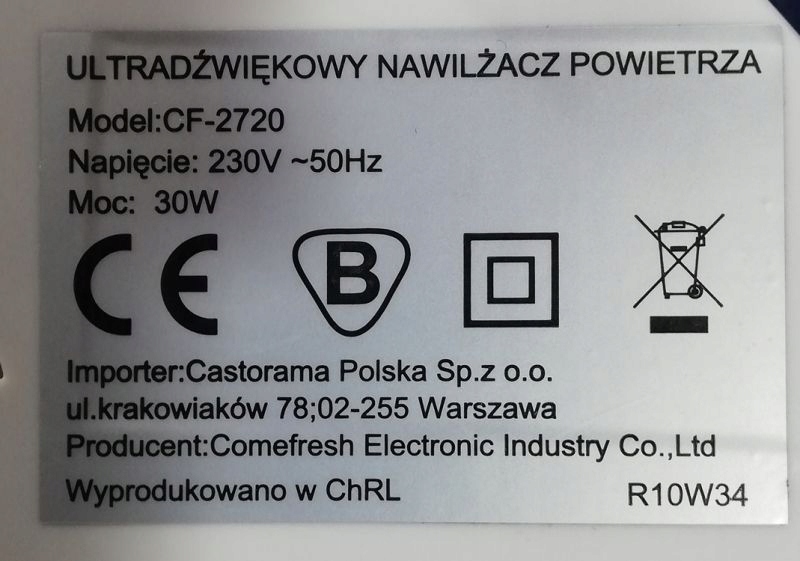 ULTRADŹWIĘKOWY NAWILŻACZ POWIETRZA
Model:CF-2720
Napięcie: 230V ~50Hz
Moc: 30W
CE B
Importer:Castorama Polska Sp.z o.o.
ul.krakowiaków 78;02-255 Warszawa
Producent:Comefresh Electronic Industry Co.,Ltd
Wyprodukowano w ChRL R10W34